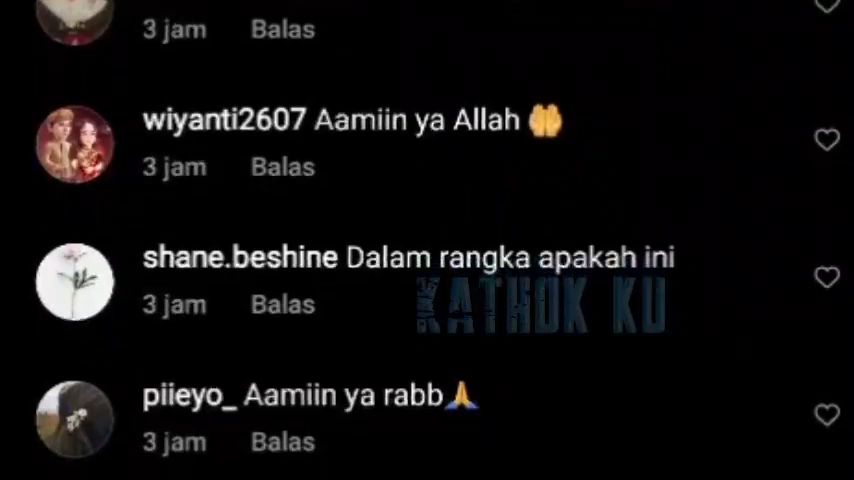 3 jam Balas
wiyanti2607 Aamiin ya Allah 🤲
3 jam Balas
shane.beshine Dalam rangka apakah ini
3 jam Balas
KATHOK KU
piieyo_ Aamiin ya rabb🙏
3 jam Balas